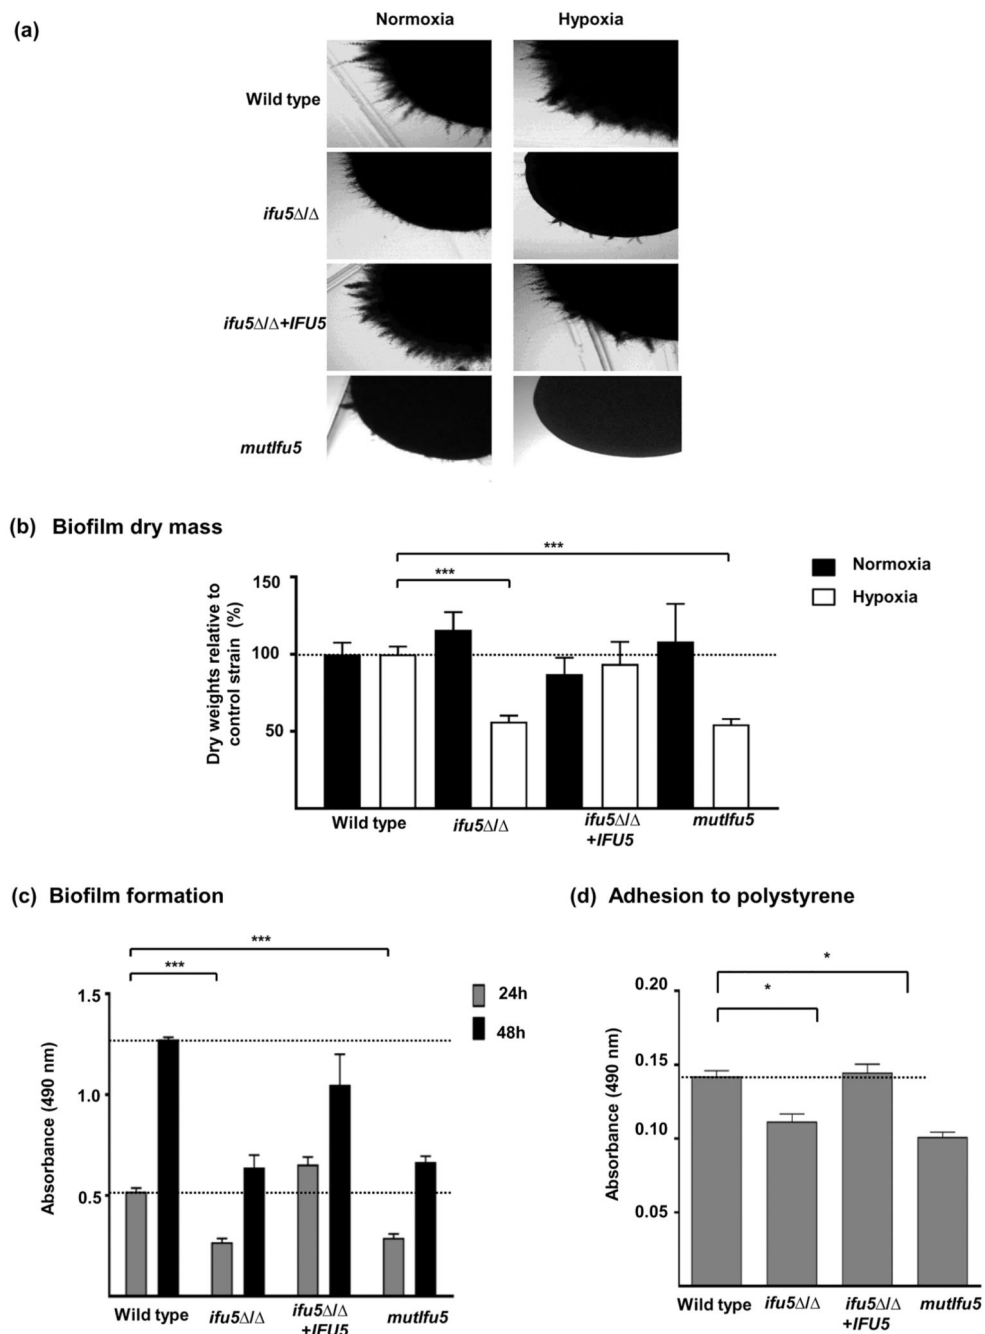 (a)
Normoxia Hypoxia
Wild type
ifu5Δ/Δ
ifu5Δ/Δ+IFU5
mutIfu5
(b) Biofilm dry mass
***
***
Normoxia
Hypoxia
Dry weights relative to
control strain (%)
150
100
50
Wild type ifu5Δ/Δ ifu5Δ/Δ mutIfu5
+IFU5
(c) Biofilm formation
***
***
24h
48h
Absorbance (490 nm)
1.5
1.0
0.5
Wild type ifu5Δ/Δ ifu5Δ/Δ mutIfu5
+IFU5
(d) Adhesion to polystyrene
*
*
Absorbance (490 nm)
0.20
0.15
0.10
0.05
Wild type ifu5Δ/Δ ifu5Δ/Δ mutIfu5
+IFU5